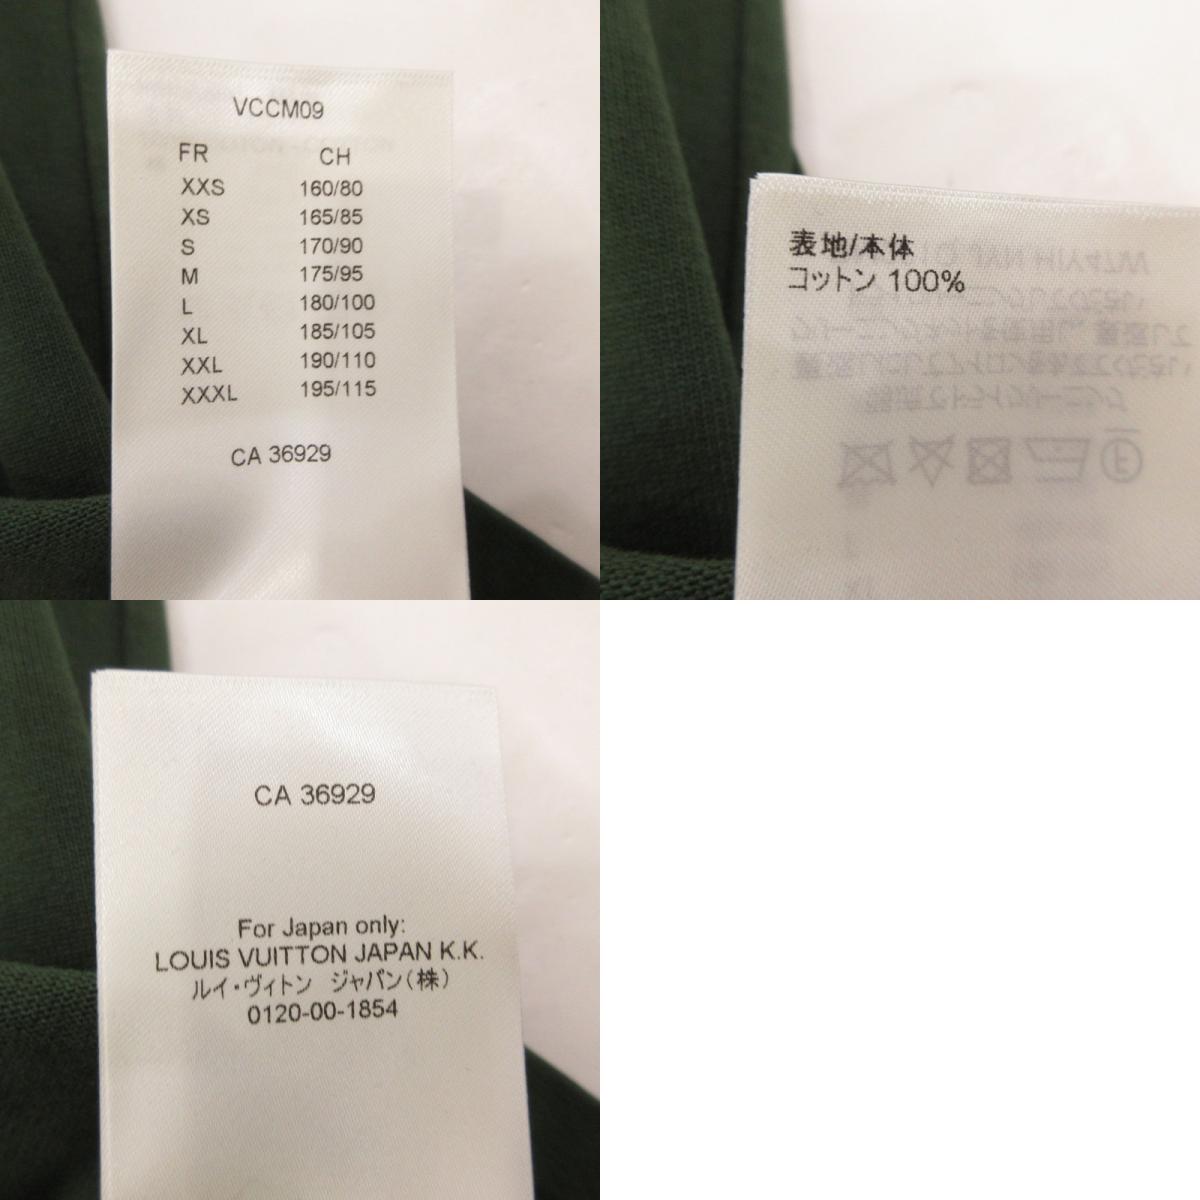 VCCM09
FR CH
XXS 160/80
XS 165/85
S 170/90
M 175/95
L 180/100
XL 185/105
XXL 190/110
XXXL 195/115
CA 36929
表地/本体
コットン 100%
CA 36929
For Japan only:
LOUIS VUITTON JAPAN K.K.
ルイ・ヴィトン ジャパン(株)
0120-00-1854